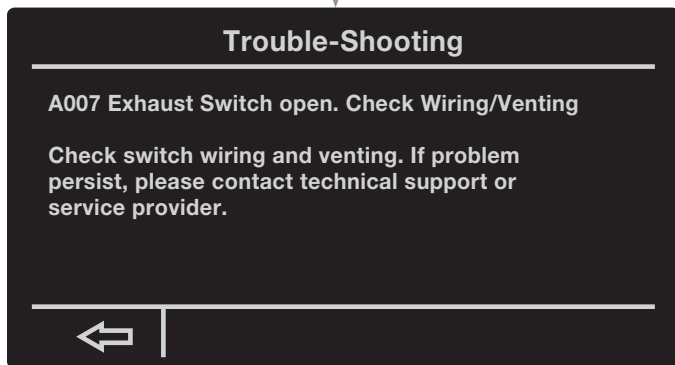 Trouble-Shooting
A007 Exhaust Switch open. Check Wiring/Venting
Check switch wiring and venting. If problem
persist, please contact technical support or
service provider.